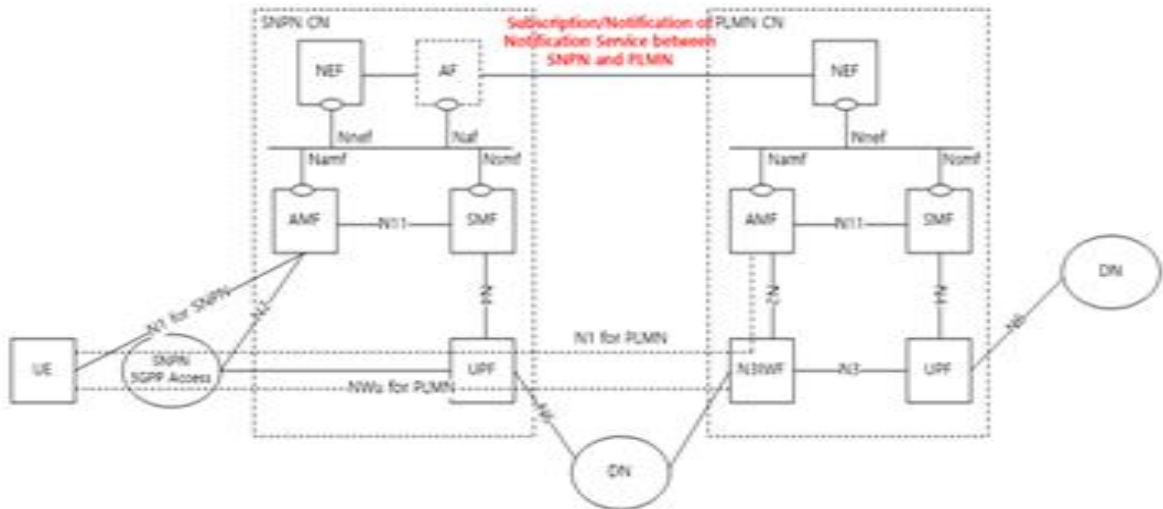 SNPN CN
Subscription/Notification of
Notification Service between
SNPN and PLMN
PLMN CN
NEF
AF
NEF
Nnef
Naf
Nnef
Namf
Nsmf
Namf
Nsmf
AMF
N11
SMF
AMF
N11
SMF
DN
N4
N2
N4
N1 for SNPN
N2
N6
N1 for PLMN
UE
SNPN
3GPP Access
UPF
N3IWF
N3
UPF
NWu for PLMN
N6
DN